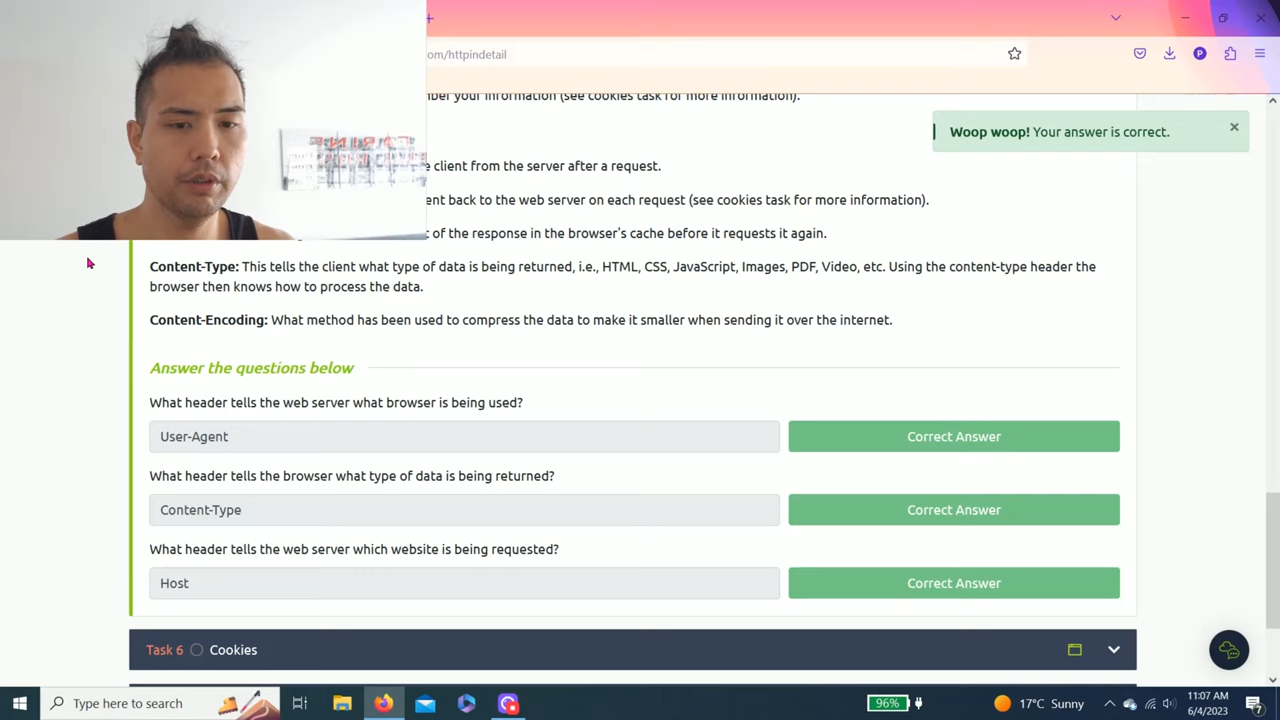 om/httpindetail
ber your information (see cookies task for more information).
Woop woop! Your answer is correct.
e client from the server after a request.
ent back to the web server on each request (see cookies task for more information).
t of the response in the browser's cache before it requests it again.
Content-Type: This tells the client what type of data is being returned, i.e., HTML, CSS, JavaScript, Images, PDF, Video, etc. Using the content-type header the
browser then knows how to process the data.
Content-Encoding: What method has been used to compress the data to make it smaller when sending it over the internet.
Answer the questions below
What header tells the web server what browser is being used?
User-Agent
Correct Answer
What header tells the browser what type of data is being returned?
Content-Type
Correct Answer
What header tells the web server which website is being requested?
Host
Correct Answer
Task 6 Cookies
Type here to search
96%
17°C Sunny
11:07 AM
6/4/2023
7